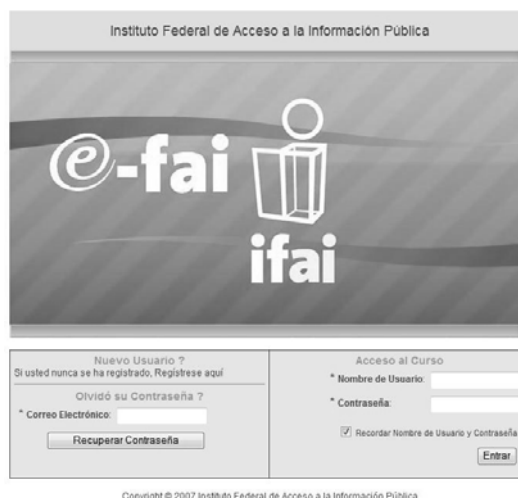 Instituto Federal de Acceso a la Información Pública
e-fai
ifai
Nuevo Usuario ?
Si usted nunca se ha registrado, Regístrese aquí
Olvidó su Contraseña ?
* Correo Electrónico:
Recuperar Contraseña
Acceso al Curso
* Nombre de Usuario:
* Contraseña:
Recordar Nombre de Usuario y Contraseña
Entrar
Copyright © 2007 Instituto Federal de Acceso a la Información Pública